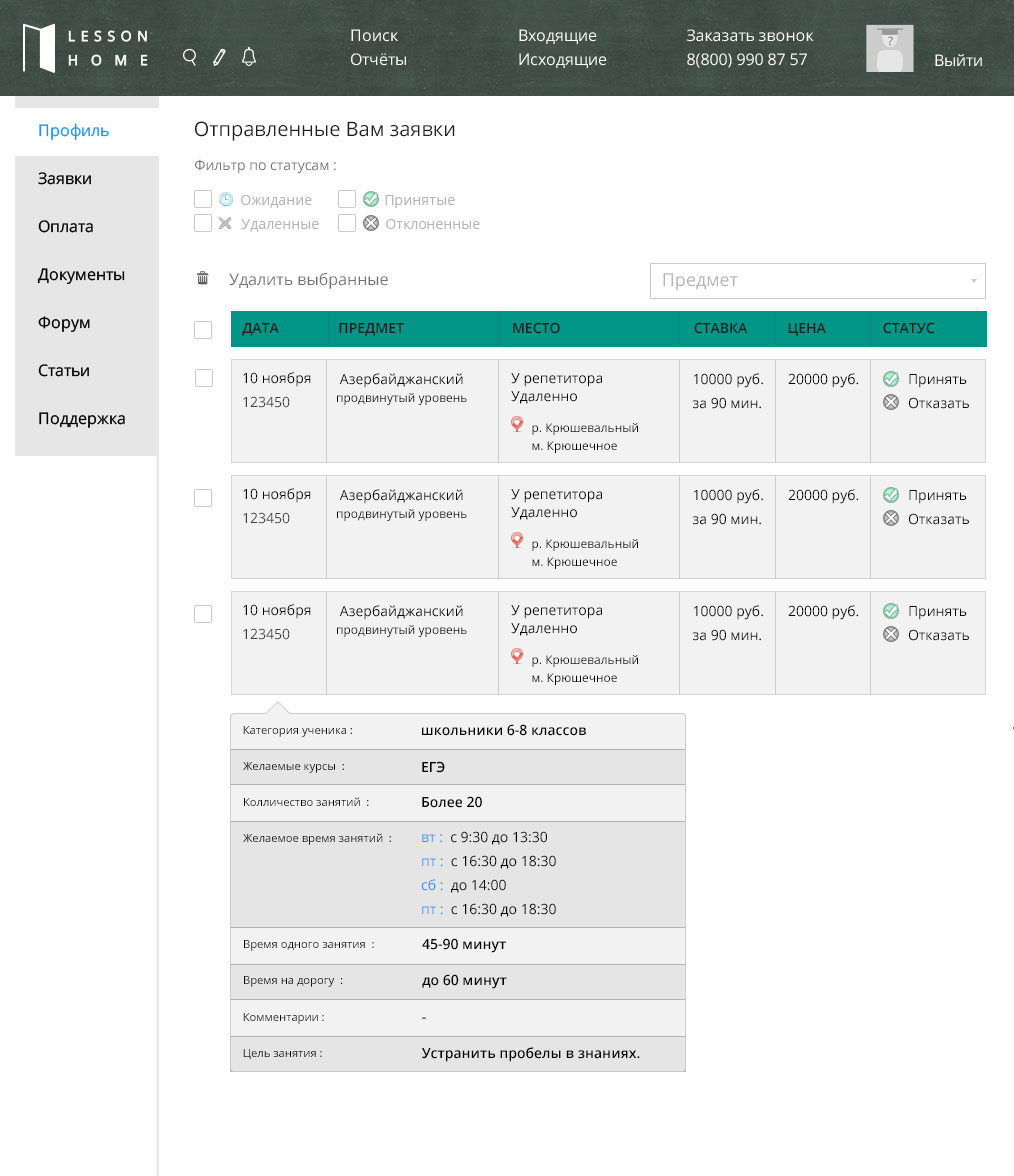 LESSON
HOME
Поиск
Отчёты
Входящие
Исходящие
Заказать звонок
8(800) 990 87 57
?
Выйти
Профиль
Заявки
Оплата
Документы
Форум
Статьи
Поддержка
Отправленные Вам заявки
Фильтр по статусам :
Ожидание
Принятые
Удаленные
Отклоненные
Удалить выбранные
Предмет
ДАТА ПРЕДМЕТ МЕСТО СТАВКА ЦЕНА СТАТУС
10 ноября
123450
Азербайджанский
продвинутый уровень
У репетитора
Удаленно
р. Крюшевальный
м. Крюшечное
10000 руб.
за 90 мин.
20000 руб.
Принять
Отказать
10 ноября
123450
Азербайджанский
продвинутый уровень
У репетитора
Удаленно
р. Крюшевальный
м. Крюшечное
10000 руб.
за 90 мин.
20000 руб.
Принять
Отказать
10 ноября
123450
Азербайджанский
продвинутый уровень
У репетитора
Удаленно
р. Крюшевальный
м. Крюшечное
10000 руб.
за 90 мин.
20000 руб.
Принять
Отказать
Категория ученика : школьники 6-8 классов
Желаемые курсы : ЕГЭ
Колличество занятий : Более 20
Желаемое время занятий : вт : с 9:30 до 13:30
пт : с 16:30 до 18:30
сб : до 14:00
пт : с 16:30 до 18:30
Время одного занятия : 45-90 минут
Время на дорогу : до 60 минут
Комментарии : -
Цель занятия : Устранить пробелы в знаниях.